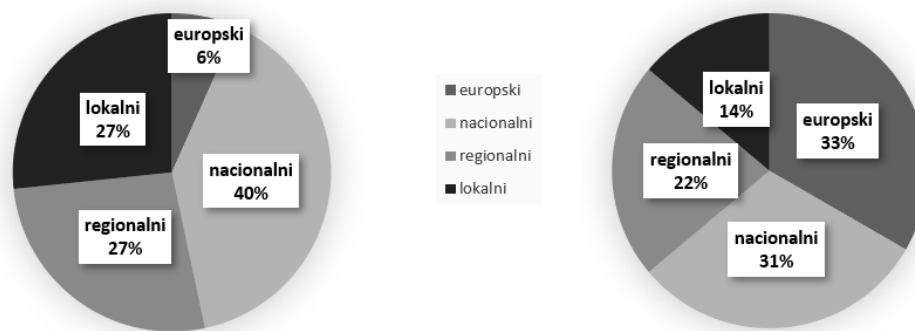 europski
6%
lokalni
27%
nacionalni
40%
regionalni
27%
europski
nacionalni
regionalni
lokalni
lokalni
14%
europski
33%
regionalni
22%
nacionalni
31%